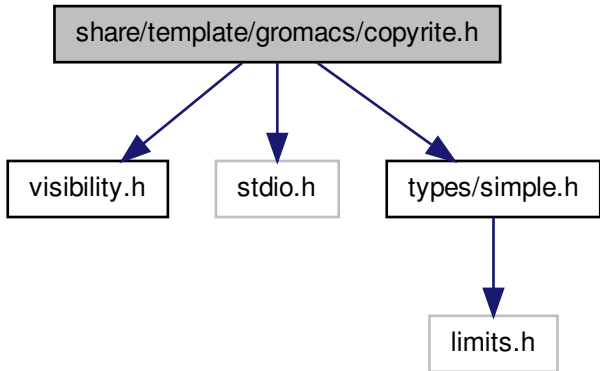 share/template/gromacs/copyrite.h
visibility.h
stdio.h
types/simple.h
limits.h